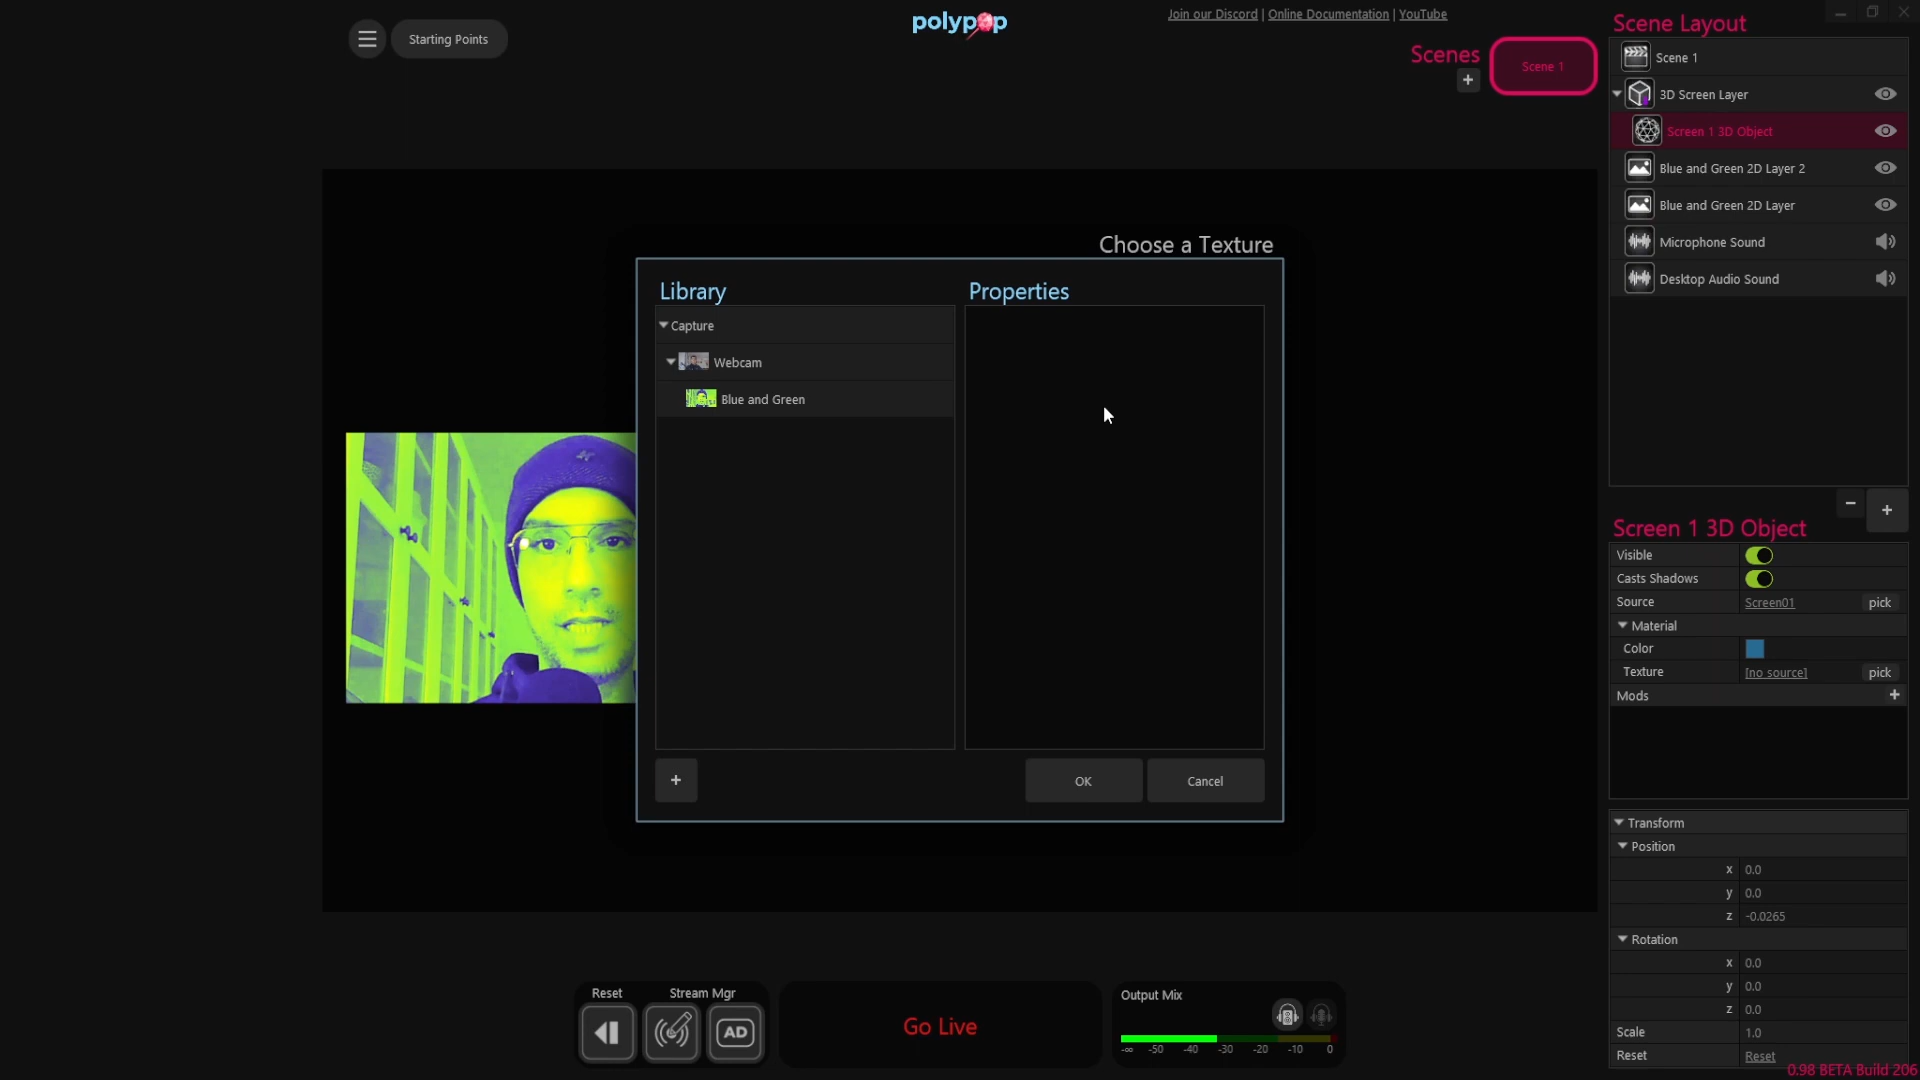 polypop
Join our Discord | Online Documentation | YouTube
Starting Points
Scenes
+
Scene 1
Scene Layout
Scene 1
3D Screen Layer
Screen 1 3D Object
Blue and Green 2D Layer 2
Blue and Green 2D Layer
Microphone Sound
Desktop Audio Sound
Choose a Texture
Library
Properties
Capture
Webcam
Blue and Green
+
OK
Cancel
- +
Screen 1 3D Object
Visible
Casts Shadows
Source Screen01 pick
Material
Color
Texture [no source] pick
Mods +
Transform
Position
x 0.0
y 0.0
z -0.0265
Rotation
x 0.0
y 0.0
z 0.0
Scale 1.0
Reset Reset
Reset Stream Mgr
AD
Go Live
Output Mix
-∞ -50 -40 -30 -20 -10 0
0.98 BETA Build 206